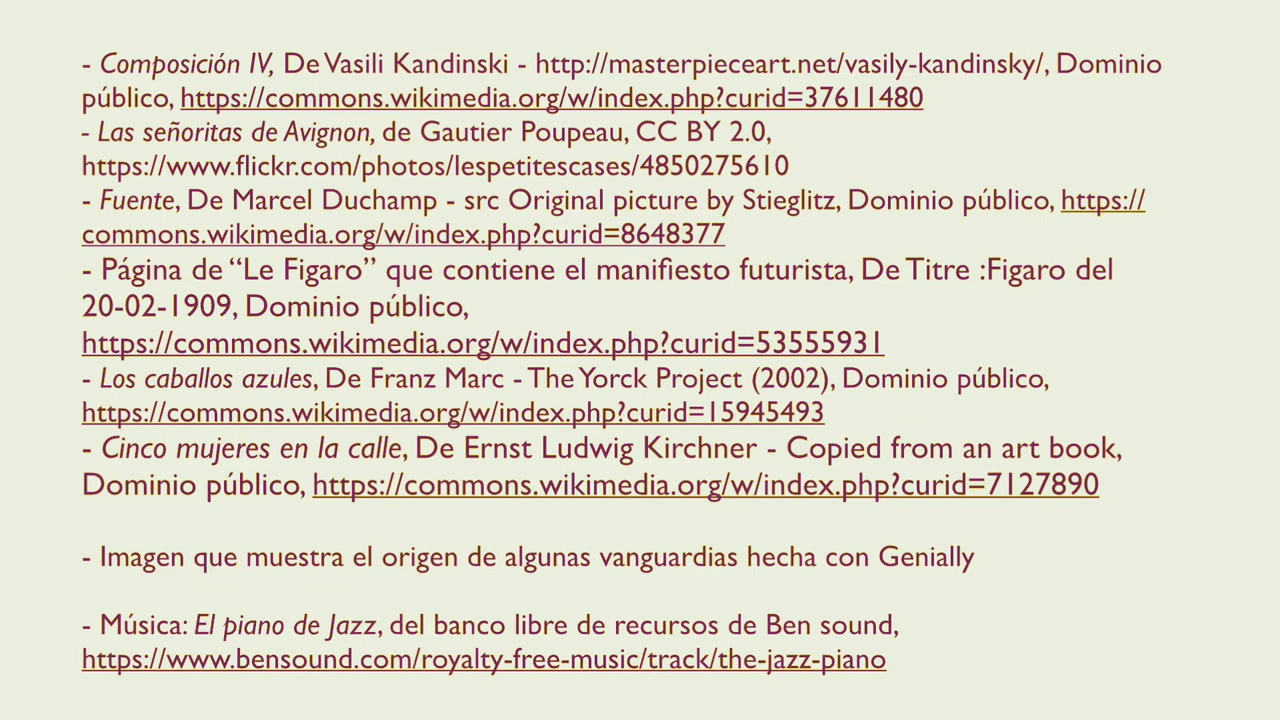 - Composición IV, De Vasili Kandinski - http://masterpieceart.net/vasily-kandinsky/, Dominio
público, https://commons.wikimedia.org/w/index.php?curid=37611480
- Las señoritas de Avignon, de Gautier Poupeau, CC BY 2.0,
https://www.flickr.com/photos/lespetitescases/4850275610
- Fuente, De Marcel Duchamp - src Original picture by Stieglitz, Dominio público, https://
commons.wikimedia.org/w/index.php?curid=8648377
- Página de “Le Figaro” que contiene el manifiesto futurista, De Titre :Figaro del
20-02-1909, Dominio público,
https://commons.wikimedia.org/w/index.php?curid=53555931
- Los caballos azules, De Franz Marc - The Yorck Project (2002), Dominio público,
https://commons.wikimedia.org/w/index.php?curid=15945493
- Cinco mujeres en la calle, De Ernst Ludwig Kirchner - Copied from an art book,
Dominio público, https://commons.wikimedia.org/w/index.php?curid=7127890
- Imagen que muestra el origen de algunas vanguardias hecha con Genially
- Música: El piano de Jazz, del banco libre de recursos de Ben sound,
https://www.bensound.com/royalty-free-music/track/the-jazz-piano